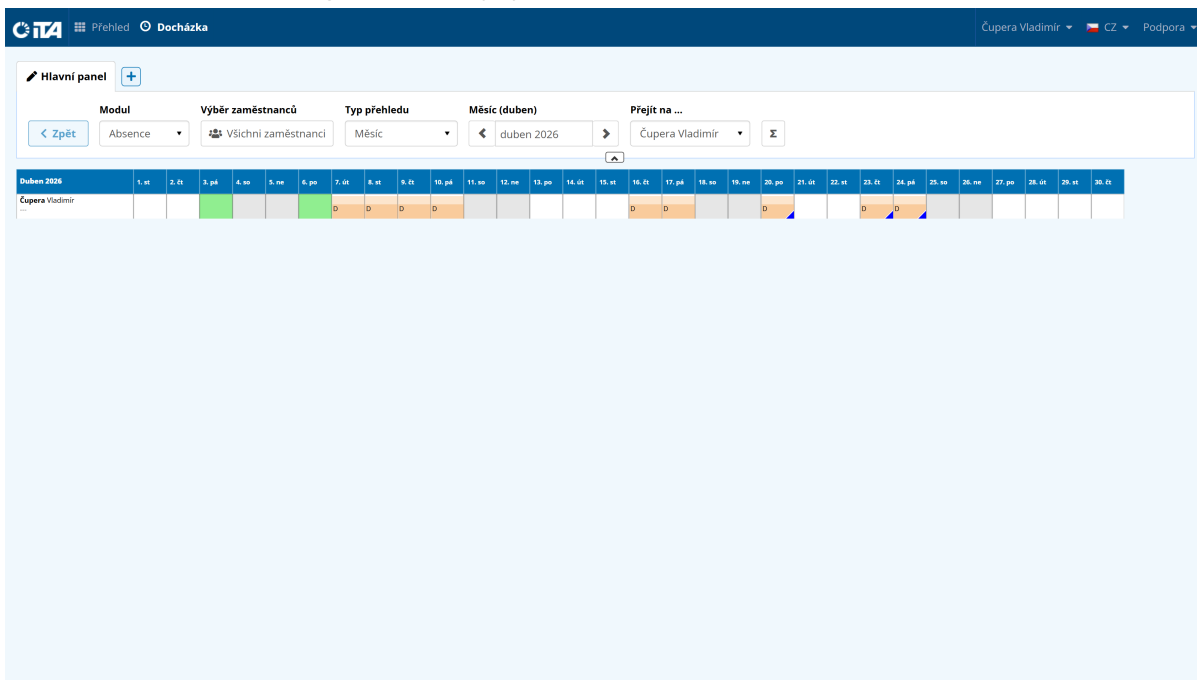 iTA Přehled Docházka Čupera Vladimír CZ Podpora
Hlavní panel +
Modul Výběr zaměstnanců Typ přehledu Měsíc (duben) Přejít na ...
Zpět Absence Všichni zaměstnanci Měsíc duben 2026 Čupera Vladimír Σ
Duben 2026 1. st 2. čt 3. pá 4. so 5. ne 6. po 7. út 8. st 9. čt 10. pá 11. so 12. ne 13. po 14. út 15. st 16. čt 17. pá 18. so 19. ne 20. po 21. út 22. st 23. čt 24. pá 25. so 26. ne 27. po 28. út 29. st 30. čt
Čupera Vladimír
...
D D D D D D D D D